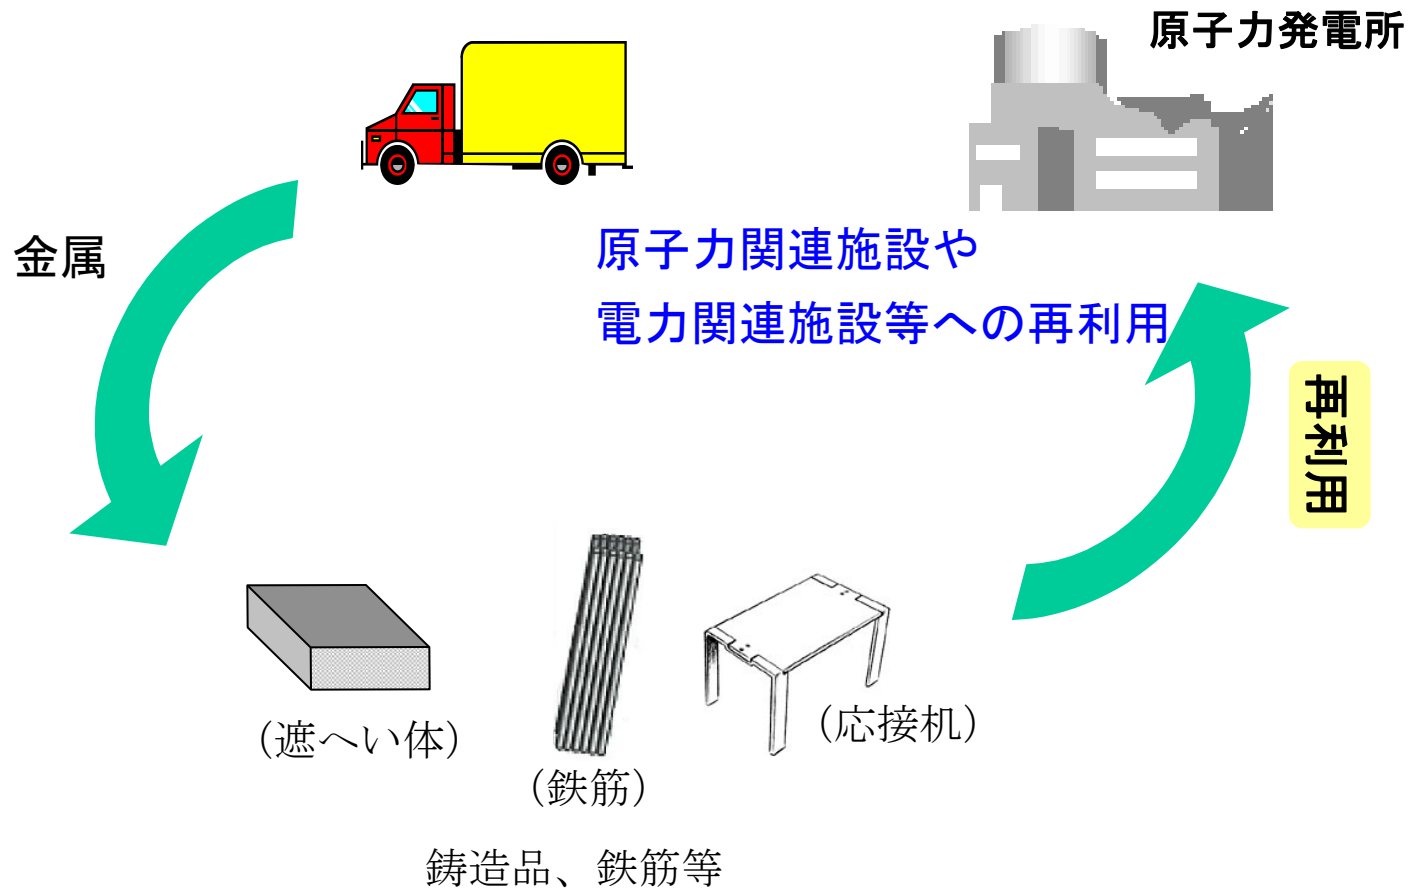 原子力発電所
金属
原子力関連施設や
電力関連施設等への再利用
再利用
（遮へい体）
（鉄筋）
（応接机）
鋳造品、鉄筋等